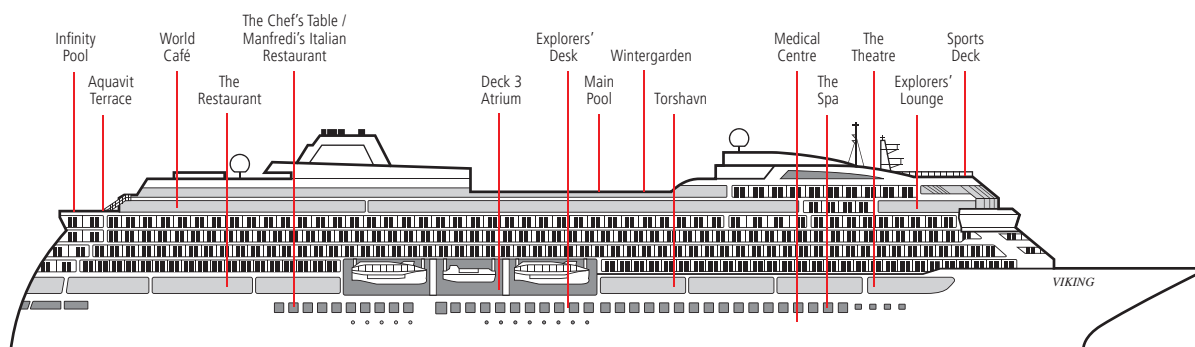 Infinity
Pool
Aquavit
Terrace
World
Café
The
Restaurant
The Chef's Table /
Manfredi's Italian
Restaurant
Deck 3
Atrium
Explorers'
Desk
Main
Pool
Wintergarden
Torshavn
Medical
Centre
The
Spa
The
Theatre
Explorers'
Lounge
Sports
Deck
VIKING